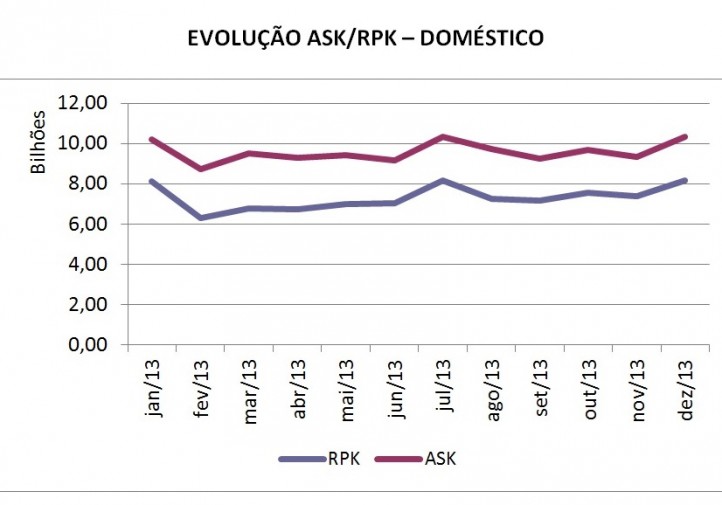 EVOLUÇÃO ASK/RPK – DOMÉSTICO
Bilhões
12,00
10,00
8,00
6,00
4,00
2,00
0,00
jan/13
fev/13
mar/13
abr/13
mai/13
jun/13
jul/13
ago/13
set/13
out/13
nov/13
dez/13
RPK
ASK